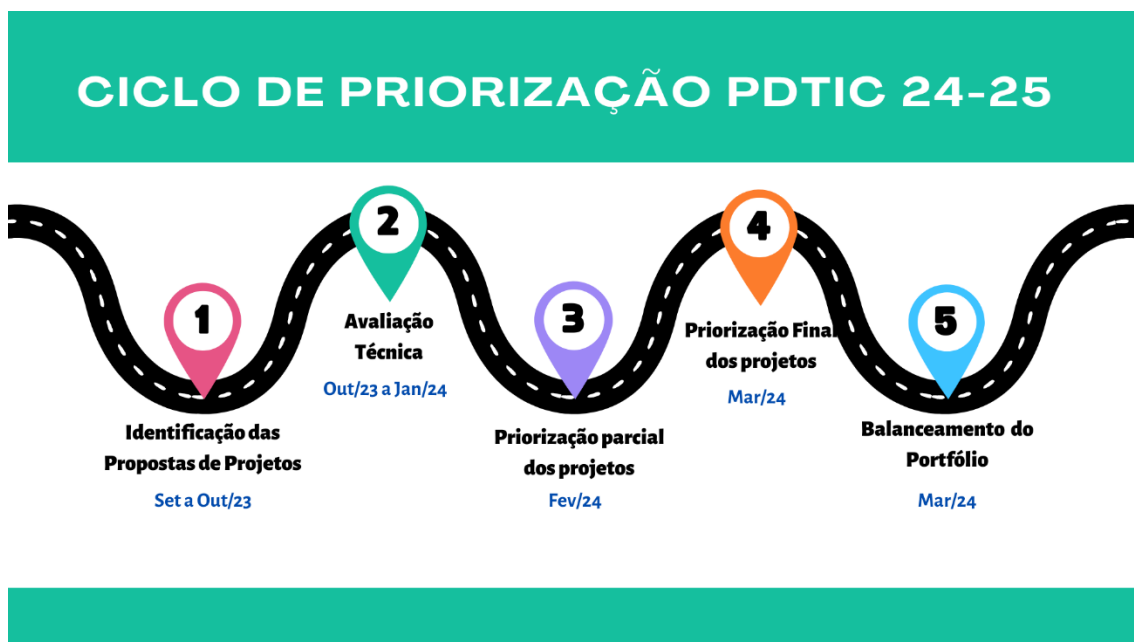 CICLO DE PRIORIZAÇÃO PDTIC 24-25
1
Identificação das
Propostas de Projetos
Set a Out/23
2
Avaliação
Técnica
Out/23 a Jan/24
3
Priorização parcial
dos projetos
Fev/24
4
Priorização Final
dos projetos
Mar/24
5
Balanceamento do
Portfólio
Mar/24